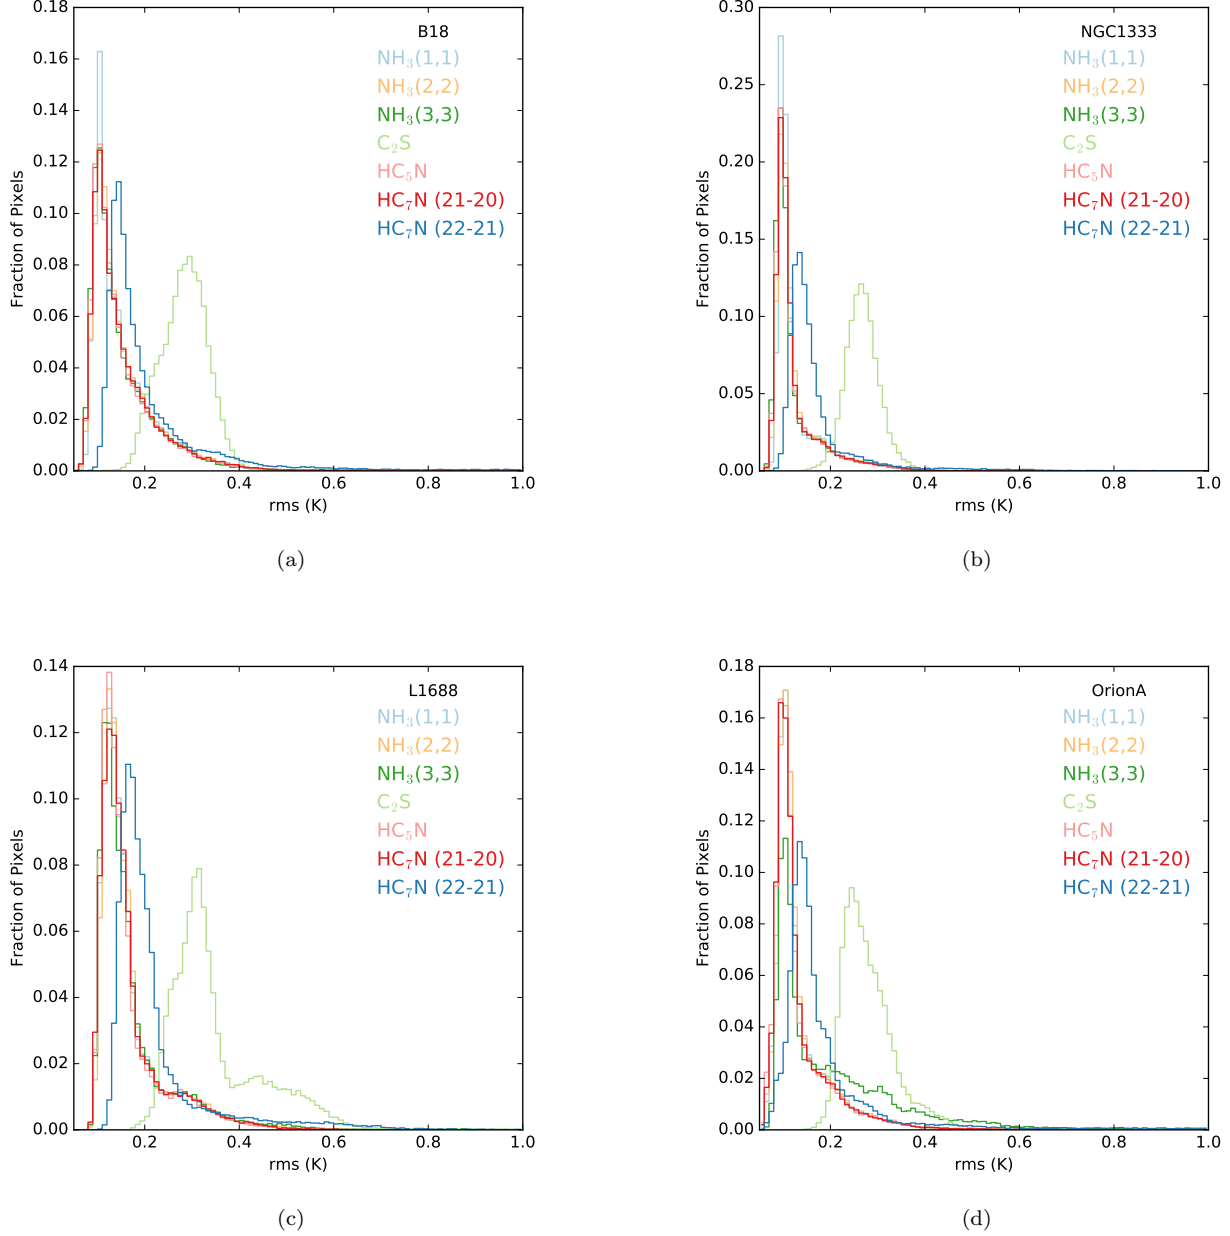 0.18
0.16
0.14
0.12
0.10
0.08
0.06
0.04
0.02
0.00
Fraction of Pixels
B18
NH₃(1,1)
NH₃(2,2)
NH₃(3,3)
C₂S
HC₅N
HC₇N (21-20)
HC₇N (22-21)
0.2 0.4 0.6 0.8 1.0
rms (K)
(a)
0.30
0.25
0.20
0.15
0.10
0.05
0.00
Fraction of Pixels
NGC1333
NH₃(1,1)
NH₃(2,2)
NH₃(3,3)
C₂S
HC₅N
HC₇N (21-20)
HC₇N (22-21)
0.2 0.4 0.6 0.8 1.0
rms (K)
(b)
0.14
0.12
0.10
0.08
0.06
0.04
0.02
0.00
Fraction of Pixels
L1688
NH₃(1,1)
NH₃(2,2)
NH₃(3,3)
C₂S
HC₅N
HC₇N (21-20)
HC₇N (22-21)
0.2 0.4 0.6 0.8 1.0
rms (K)
(c)
0.18
0.16
0.14
0.12
0.10
0.08
0.06
0.04
0.02
0.00
Fraction of Pixels
OrionA
NH₃(1,1)
NH₃(2,2)
NH₃(3,3)
C₂S
HC₅N
HC₇N (21-20)
HC₇N (22-21)
0.2 0.4 0.6 0.8 1.0
rms (K)
(d)